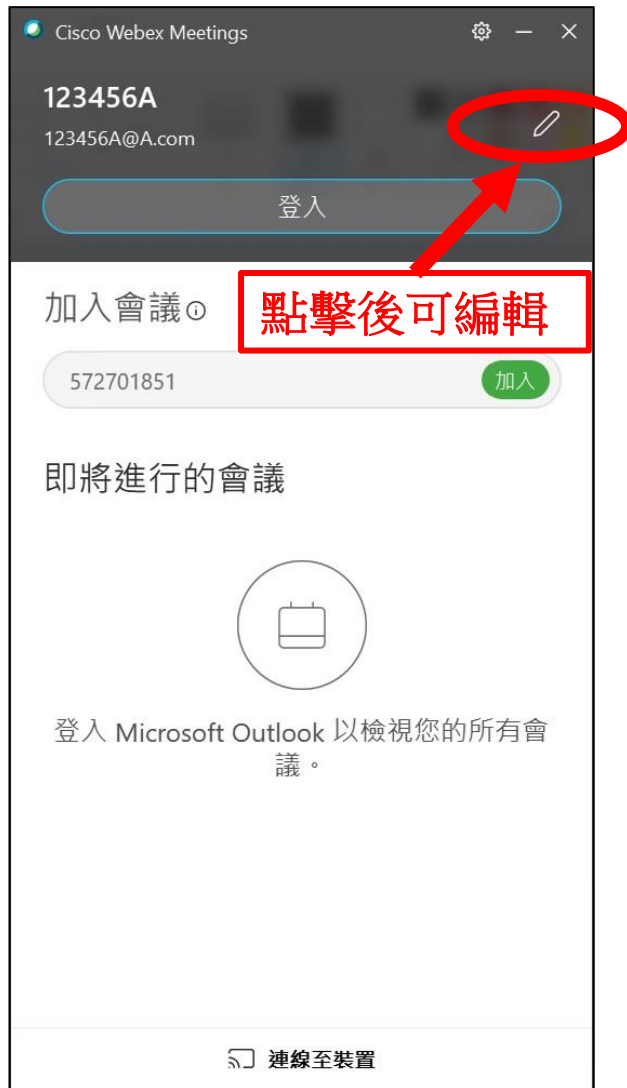 Cisco Webex Meetings
123456A
123456A@A.com
登入
加入會議
點擊後可編輯
572701851
加入
即將進行的會議
登入 Microsoft Outlook 以檢視您的所有會
議。
連線至裝置